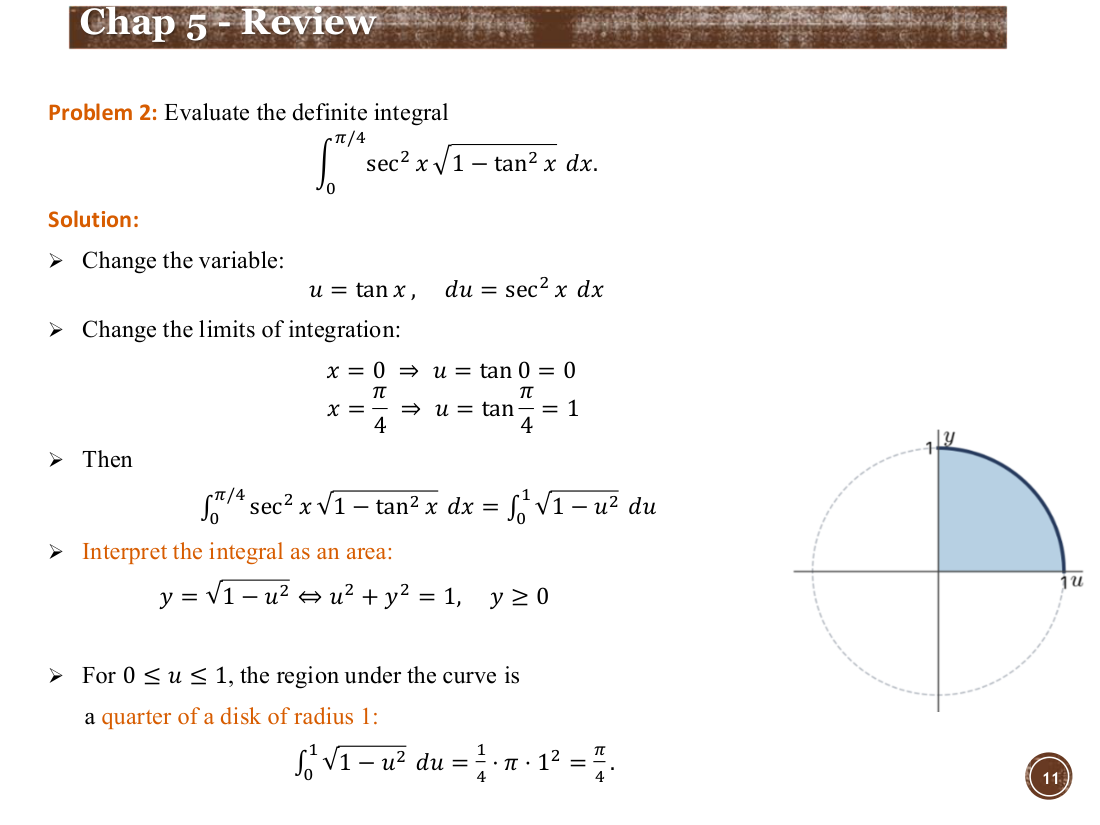 Chap 5 - Review
Problem 2: Evaluate the definite integral
∫₀^{π/4} sec² x √(1 − tan² x) dx.
Solution:
➢ Change the variable:
u = tan x , du = sec² x dx
➢ Change the limits of integration:
x = 0 ⇒ u = tan 0 = 0
x = π/4 ⇒ u = tan π/4 = 1
➢ Then
∫₀^{π/4} sec² x √(1 − tan² x) dx = ∫₀¹ √(1 − u²) du
➢ Interpret the integral as an area:
y = √(1 − u²) ⇔ u² + y² = 1, y ≥ 0
➢ For 0 ≤ u ≤ 1, the region under the curve is
a quarter of a disk of radius 1:
∫₀¹ √(1 − u²) du = 1/4 · π · 1² = π/4.
1 y
1 u
11